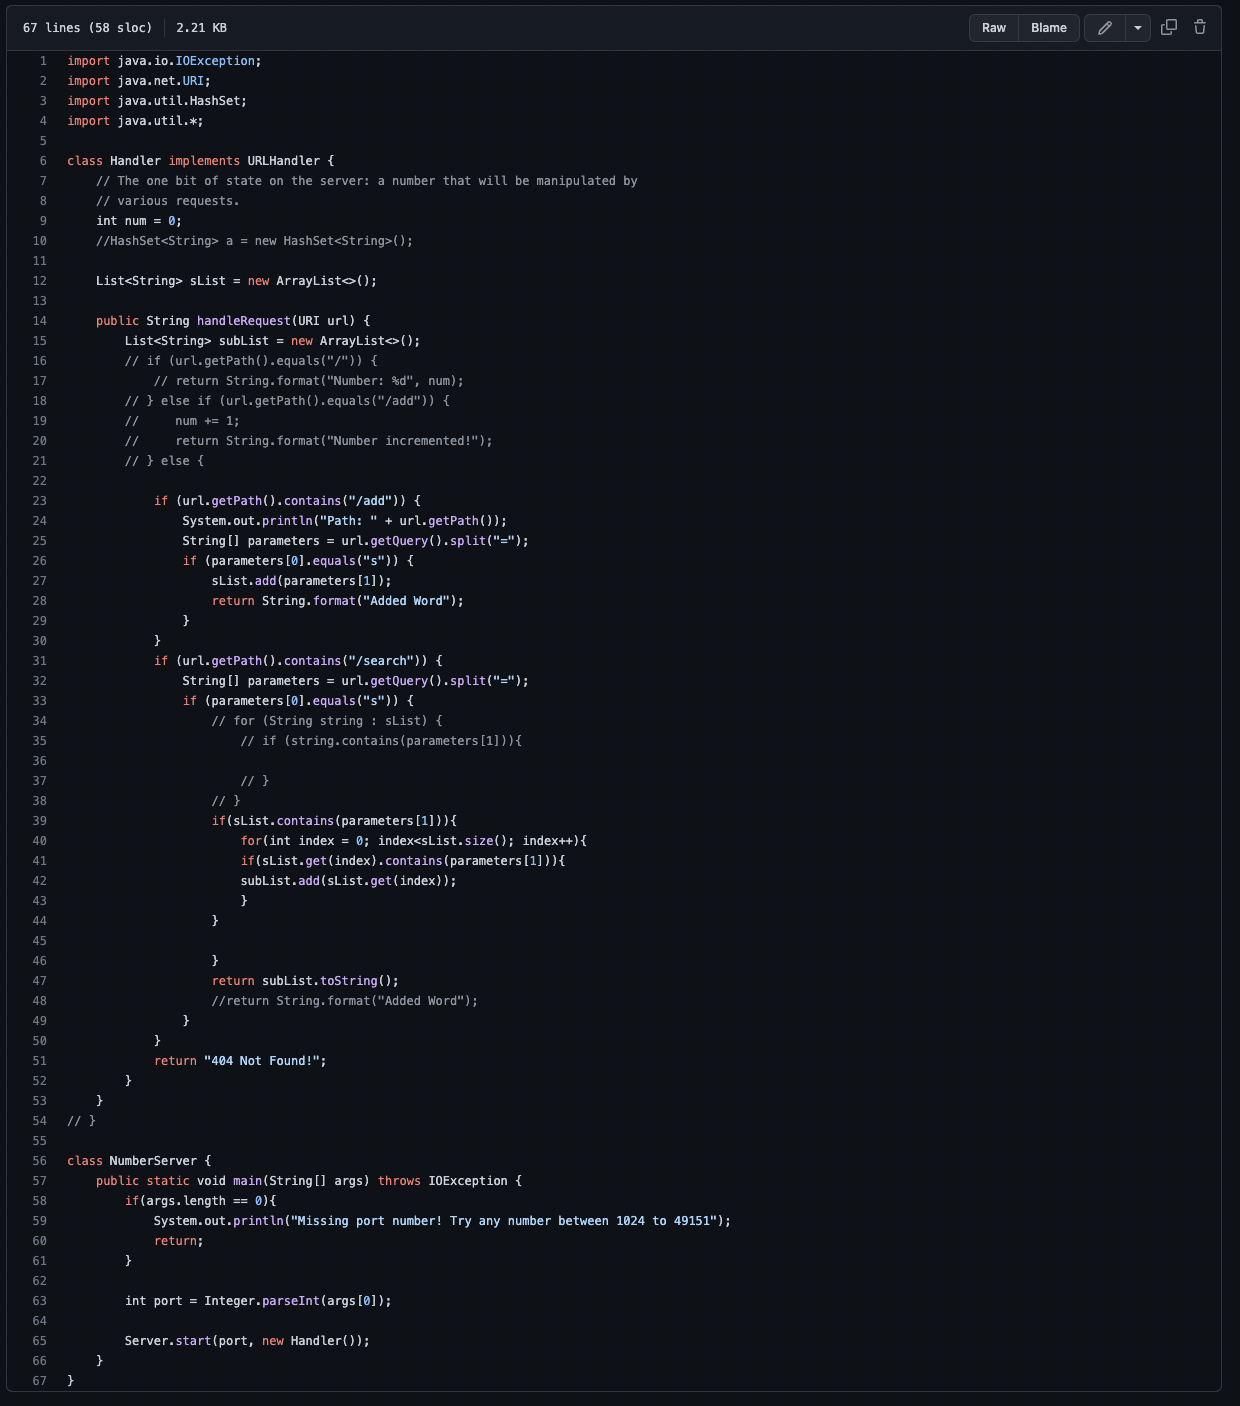 67 lines (58 sloc) 2.21 KB Raw Blame
1 import java.io.IOException;
2 import java.net.URI;
3 import java.util.HashSet;
4 import java.util.*;
5
6 class Handler implements URLHandler {
7     // The one bit of state on the server: a number that will be manipulated by
8     // various requests.
9     int num = 0;
10     //HashSet<String> a = new HashSet<String>();
11
12     List<String> sList = new ArrayList<>();
13
14     public String handleRequest(URI url) {
15         List<String> subList = new ArrayList<>();
16         // if (url.getPath().equals("/")) {
17             // return String.format("Number: %d", num);
18         // } else if (url.getPath().equals("/add")) {
19         //     num += 1;
20         //     return String.format("Number incremented!");
21         // } else {
22
23             if (url.getPath().contains("/add")) {
24                 System.out.println("Path: " + url.getPath());
25                 String[] parameters = url.getQuery().split("=");
26                 if (parameters[0].equals("s")) {
27                     sList.add(parameters[1]);
28                     return String.format("Added Word");
29                 }
30             }
31             if (url.getPath().contains("/search")) {
32                 String[] parameters = url.getQuery().split("=");
33                 if (parameters[0].equals("s")) {
34                     // for (String string : sList) {
35                         // if (string.contains(parameters[1])){
36
37                         // }
38                     // }
39                     if(sList.contains(parameters[1])){
40                         for(int index = 0; index<sList.size(); index++){
41                         if(sList.get(index).contains(parameters[1])){
42                         subList.add(sList.get(index));
43                         }
44                     }
45
46                     }
47                     return subList.toString();
48                     //return String.format("Added Word");
49                 }
50             }
51             return "404 Not Found!";
52         }
53     }
54 // }
55
56 class NumberServer {
57     public static void main(String[] args) throws IOException {
58         if(args.length == 0){
59             System.out.println("Missing port number! Try any number between 1024 to 49151");
60             return;
61         }
62
63         int port = Integer.parseInt(args[0]);
64
65         Server.start(port, new Handler());
66     }
67 }